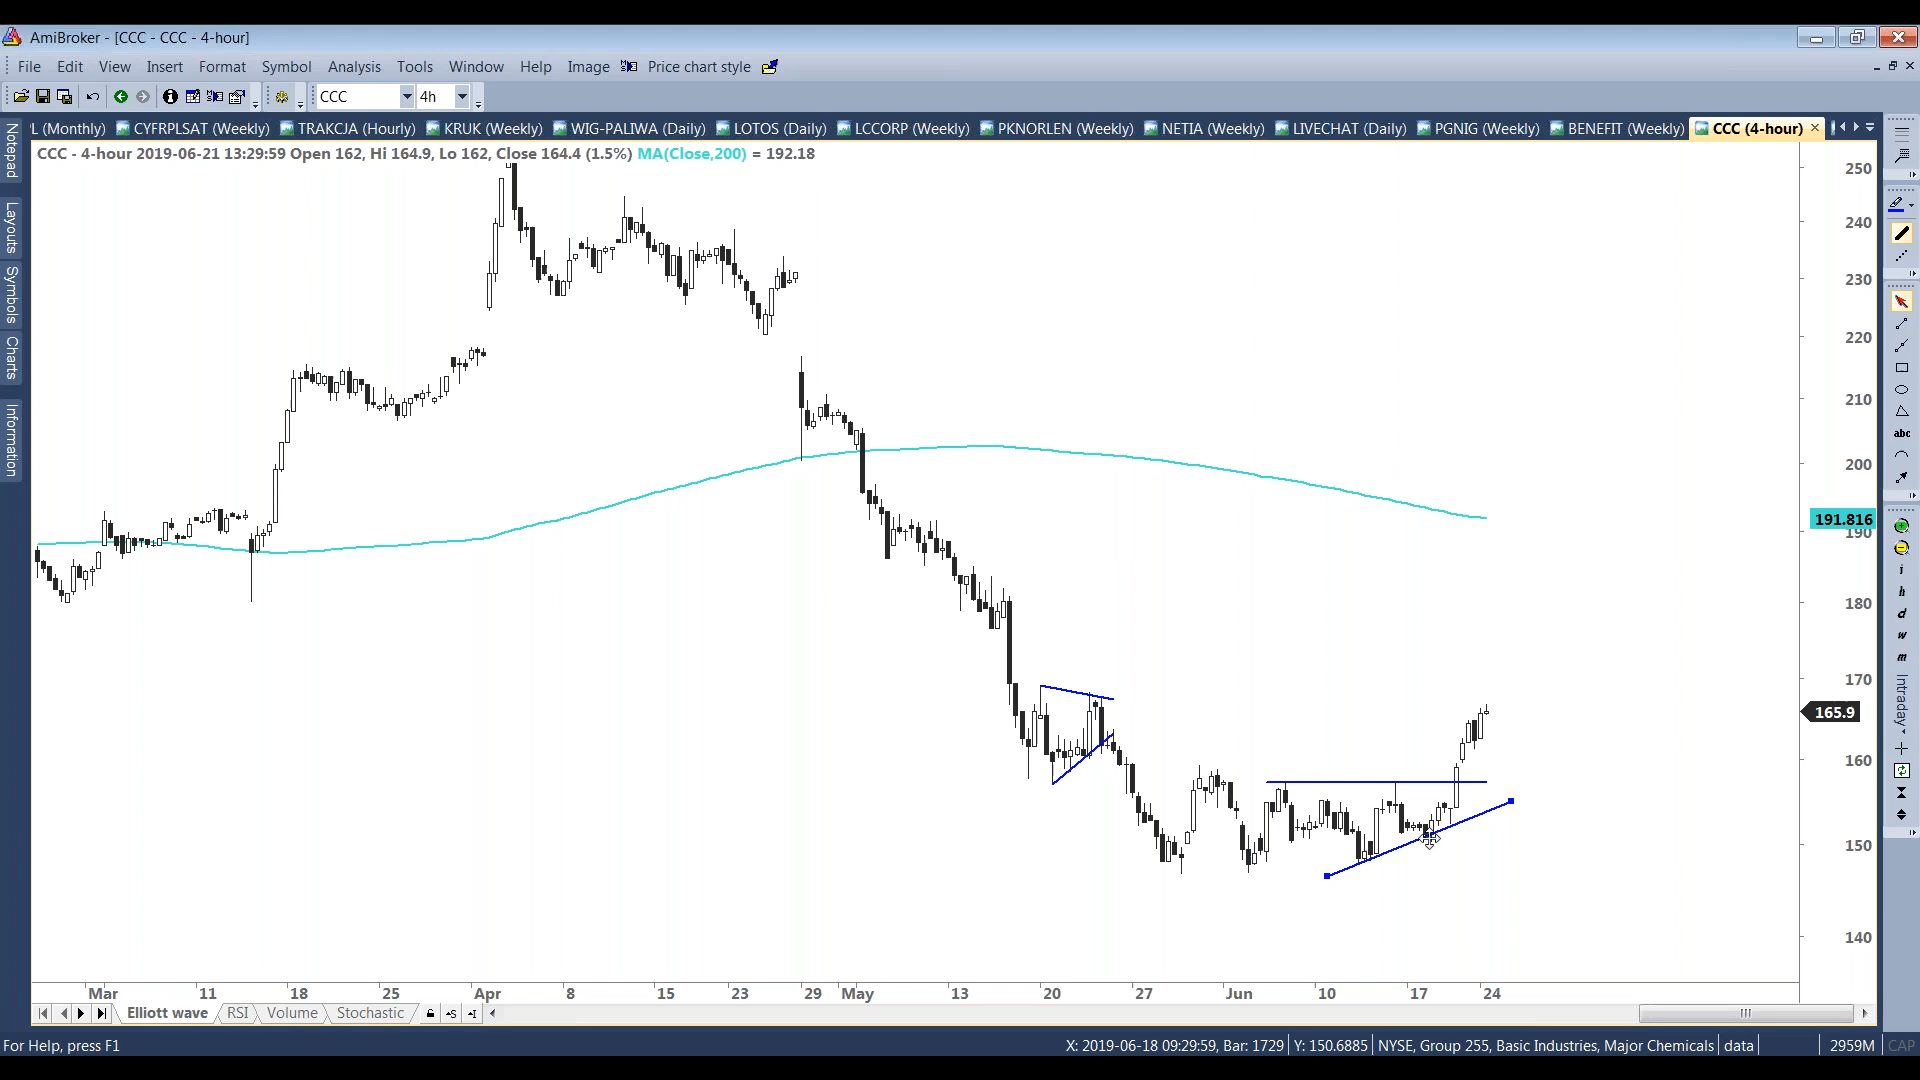 AmiBroker - [CCC - CCC - 4-hour]
File Edit View Insert Format Symbol Analysis Tools Window Help Image Price chart style
CCC 4h
L (Monthly) CYFRPLSAT (Weekly) TRAKCJA (Hourly) KRUK (Weekly) WIG-PALIWA (Daily) LOTOS (Daily) LCCORP (Weekly) PKNORLEN (Weekly) NETIA (Weekly) LIVECHAT (Daily) PGNIG (Weekly) BENEFIT (Weekly) CCC (4-hour)
CCC - 4-hour 2019-06-21 13:29:59 Open 162, Hi 164.9, Lo 162, Close 164.4 (1.5%) MA(Close,200) = 192.18
Notepad
Layouts
Symbols
Charts
Information
250
240
230
220
210
200
191.816
190
180
170
165.9
160
150
140
abc
i
h
d
w
m
Intraday
Mar 11 18 25 Apr 8 15 23 29 May 13 20 27 Jun 10 17 24
Elliott wave RSI Volume Stochastic
For Help, press F1
X: 2019-06-18 09:29:59, Bar: 1729 Y: 150.6885 NYSE, Group 255, Basic Industries, Major Chemicals data 2959M CAP